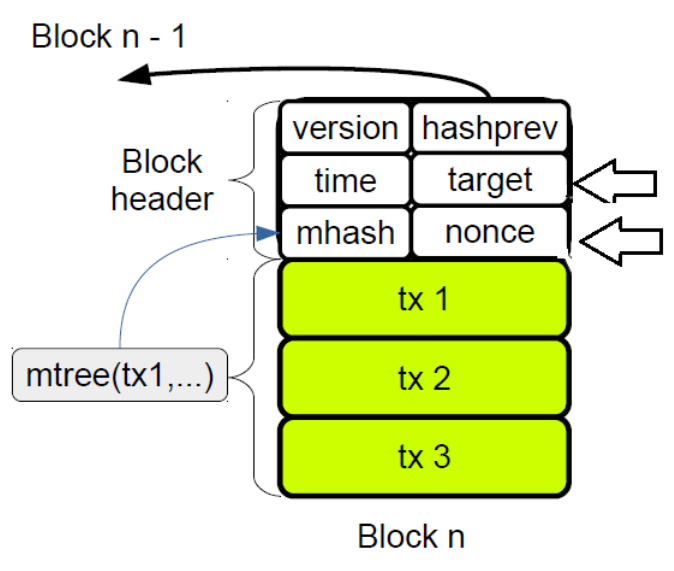 Block n - 1
version hashprev
Block
header
time target
mhash nonce
tx 1
mtree(tx1,...)
tx 2
tx 3
Block n